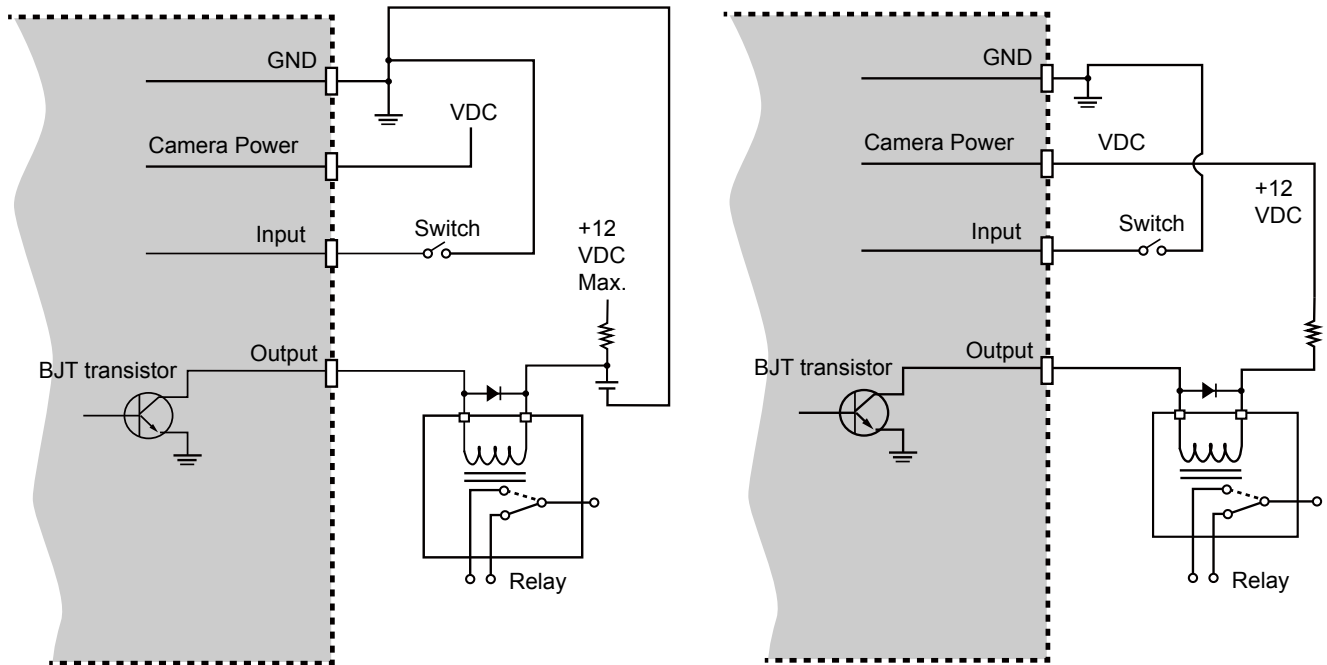 GND
VDC
Camera Power
Input
Switch
+12
VDC
Max.
Output
BJT transistor
Relay
GND
Camera Power
VDC
+12
VDC
Input
Switch
Output
BJT transistor
Relay